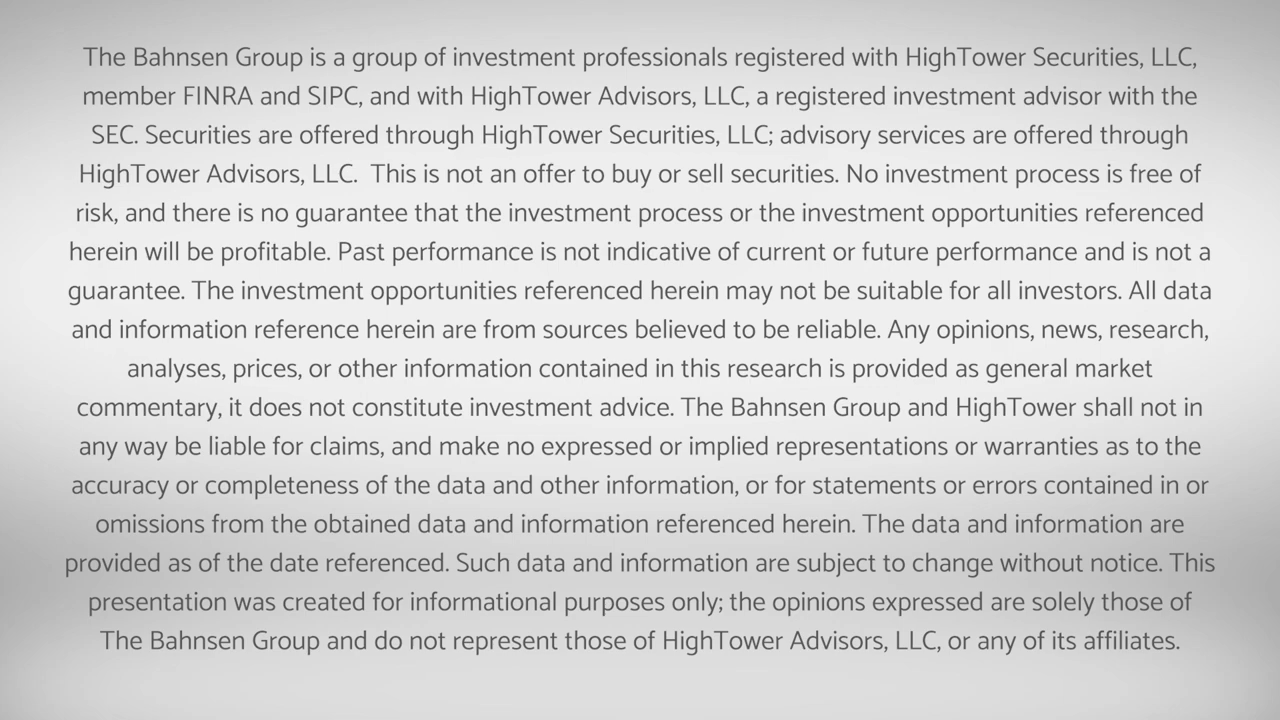 The Bahnsen Group is a group of investment professionals registered with HighTower Securities, LLC,
member FINRA and SIPC, and with HighTower Advisors, LLC, a registered investment advisor with the
SEC. Securities are offered through HighTower Securities, LLC; advisory services are offered through
HighTower Advisors, LLC.  This is not an offer to buy or sell securities. No investment process is free of
risk, and there is no guarantee that the investment process or the investment opportunities referenced
herein will be profitable. Past performance is not indicative of current or future performance and is not a
guarantee. The investment opportunities referenced herein may not be suitable for all investors. All data
and information reference herein are from sources believed to be reliable. Any opinions, news, research,
analyses, prices, or other information contained in this research is provided as general market
commentary, it does not constitute investment advice. The Bahnsen Group and HighTower shall not in
any way be liable for claims, and make no expressed or implied representations or warranties as to the
accuracy or completeness of the data and other information, or for statements or errors contained in or
omissions from the obtained data and information referenced herein. The data and information are
provided as of the date referenced. Such data and information are subject to change without notice. This
presentation was created for informational purposes only; the opinions expressed are solely those of
The Bahnsen Group and do not represent those of HighTower Advisors, LLC, or any of its affiliates.